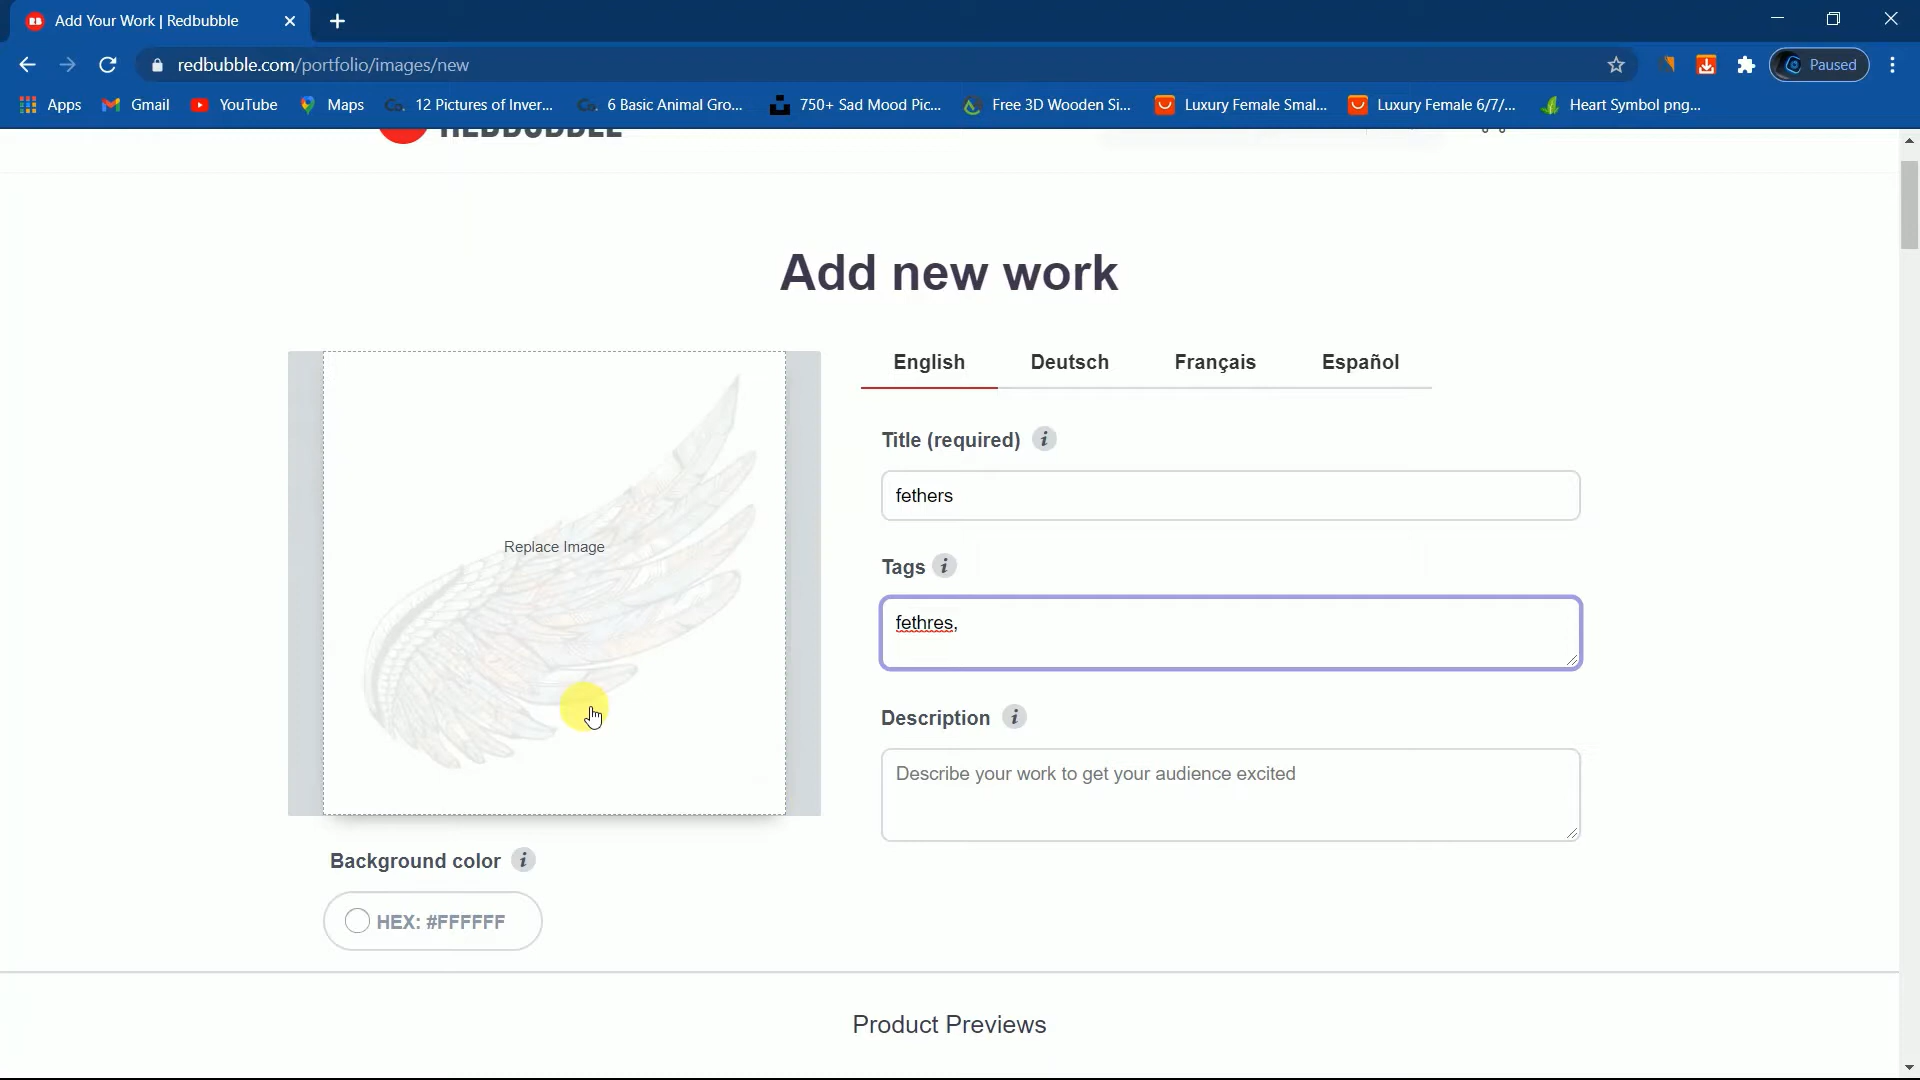 Add Your Work | Redbubble
redbubble.com/portfolio/images/new
Paused
Apps
Gmail
YouTube
Maps
12 Pictures of Inver...
6 Basic Animal Gro...
750+ Sad Mood Pic...
Free 3D Wooden Si...
Luxury Female Smal...
Luxury Female 6/7/...
Heart Symbol png...
REDBUBBLE
Add new work
English
Deutsch
Français
Español
Title (required)
fethers
Replace Image
Tags
fethres,
Description
Describe your work to get your audience excited
Background color
HEX: #FFFFFF
Product Previews